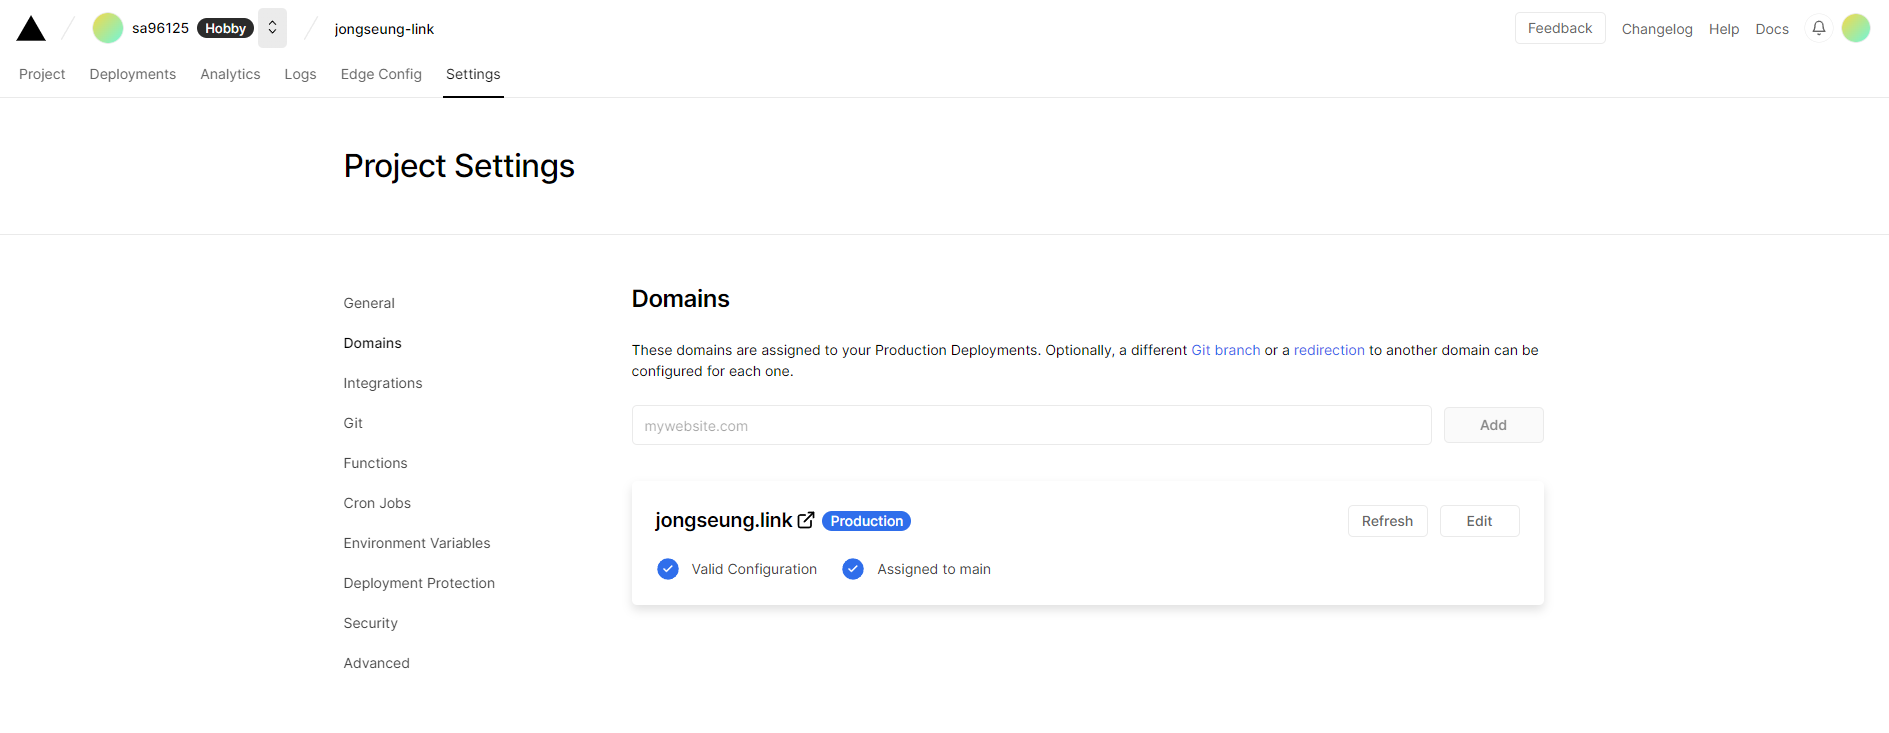 sa96125 Hobby jongseung-link Feedback Changelog Help Docs
Project Deployments Analytics Logs Edge Config Settings
Project Settings
General
Domains
Integrations
Git
Functions
Cron Jobs
Environment Variables
Deployment Protection
Security
Advanced
Domains
These domains are assigned to your Production Deployments. Optionally, a different Git branch or a redirection to another domain can be
configured for each one.
mywebsite.com Add
jongseung.link Production Refresh Edit
Valid Configuration Assigned to main